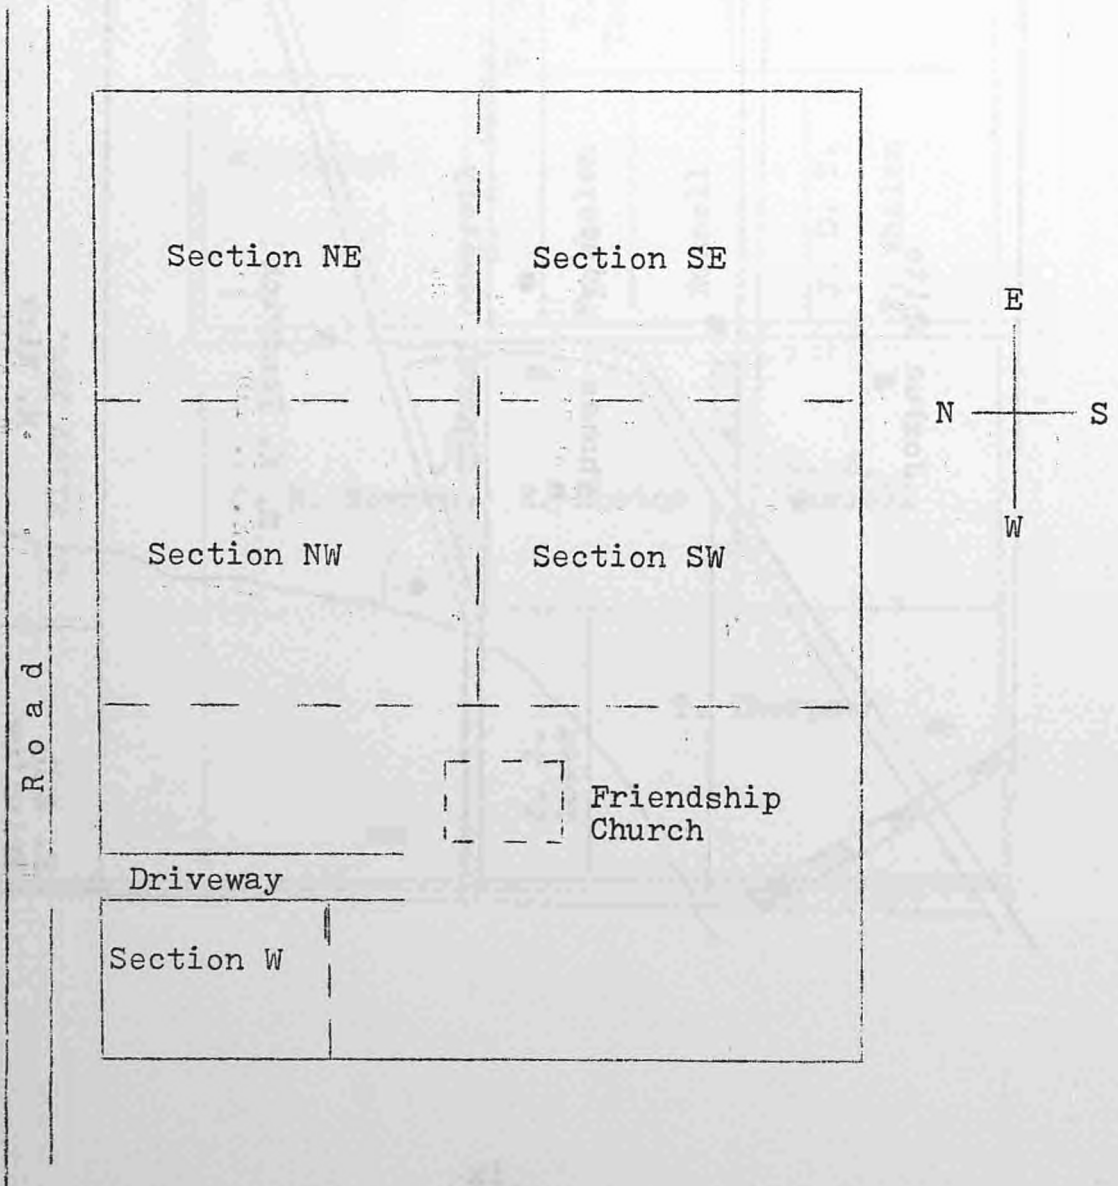 Section NE
Section SE
E
N
S
W
Section NW
Section SW
Road
Friendship
Church
Driveway
Section W